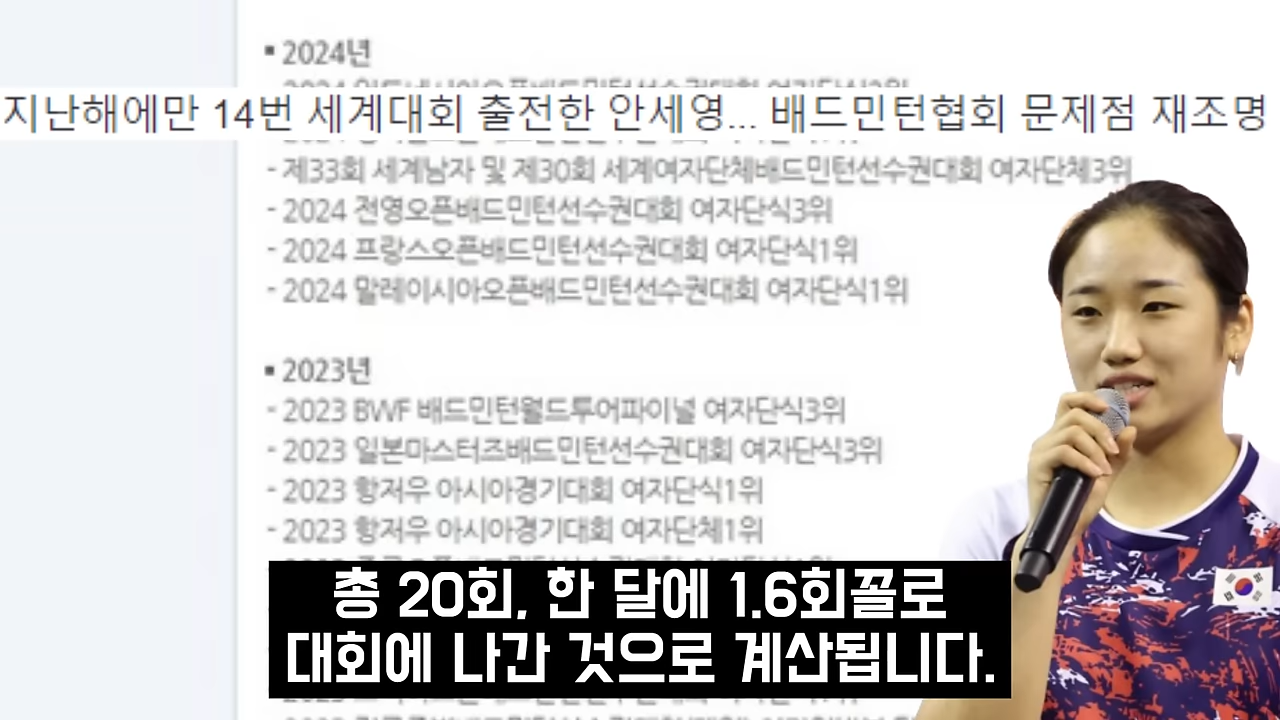 ▪ 2024년
지난해에만 14번 세계대회 출전한 안세영... 배드민턴협회 문제점 재조명
- 제33회 세계남자 및 제30회 세계여자단체배드민턴선수권대회 여자단체3위
- 2024 전영오픈배드민턴선수권대회 여자단식3위
- 2024 프랑스오픈배드민턴선수권대회 여자단식1위
- 2024 말레이시아오픈배드민턴선수권대회 여자단식1위
▪ 2023년
- 2023 BWF 배드민턴월드투어파이널 여자단식3위
- 2023 일본마스터즈배드민턴선수권대회 여자단식3위
- 2023 항저우 아시아경기대회 여자단식1위
- 2023 항저우 아시아경기대회 여자단체1위
총 20회, 한 달에 1.6회꼴로
대회에 나간 것으로 계산됩니다.